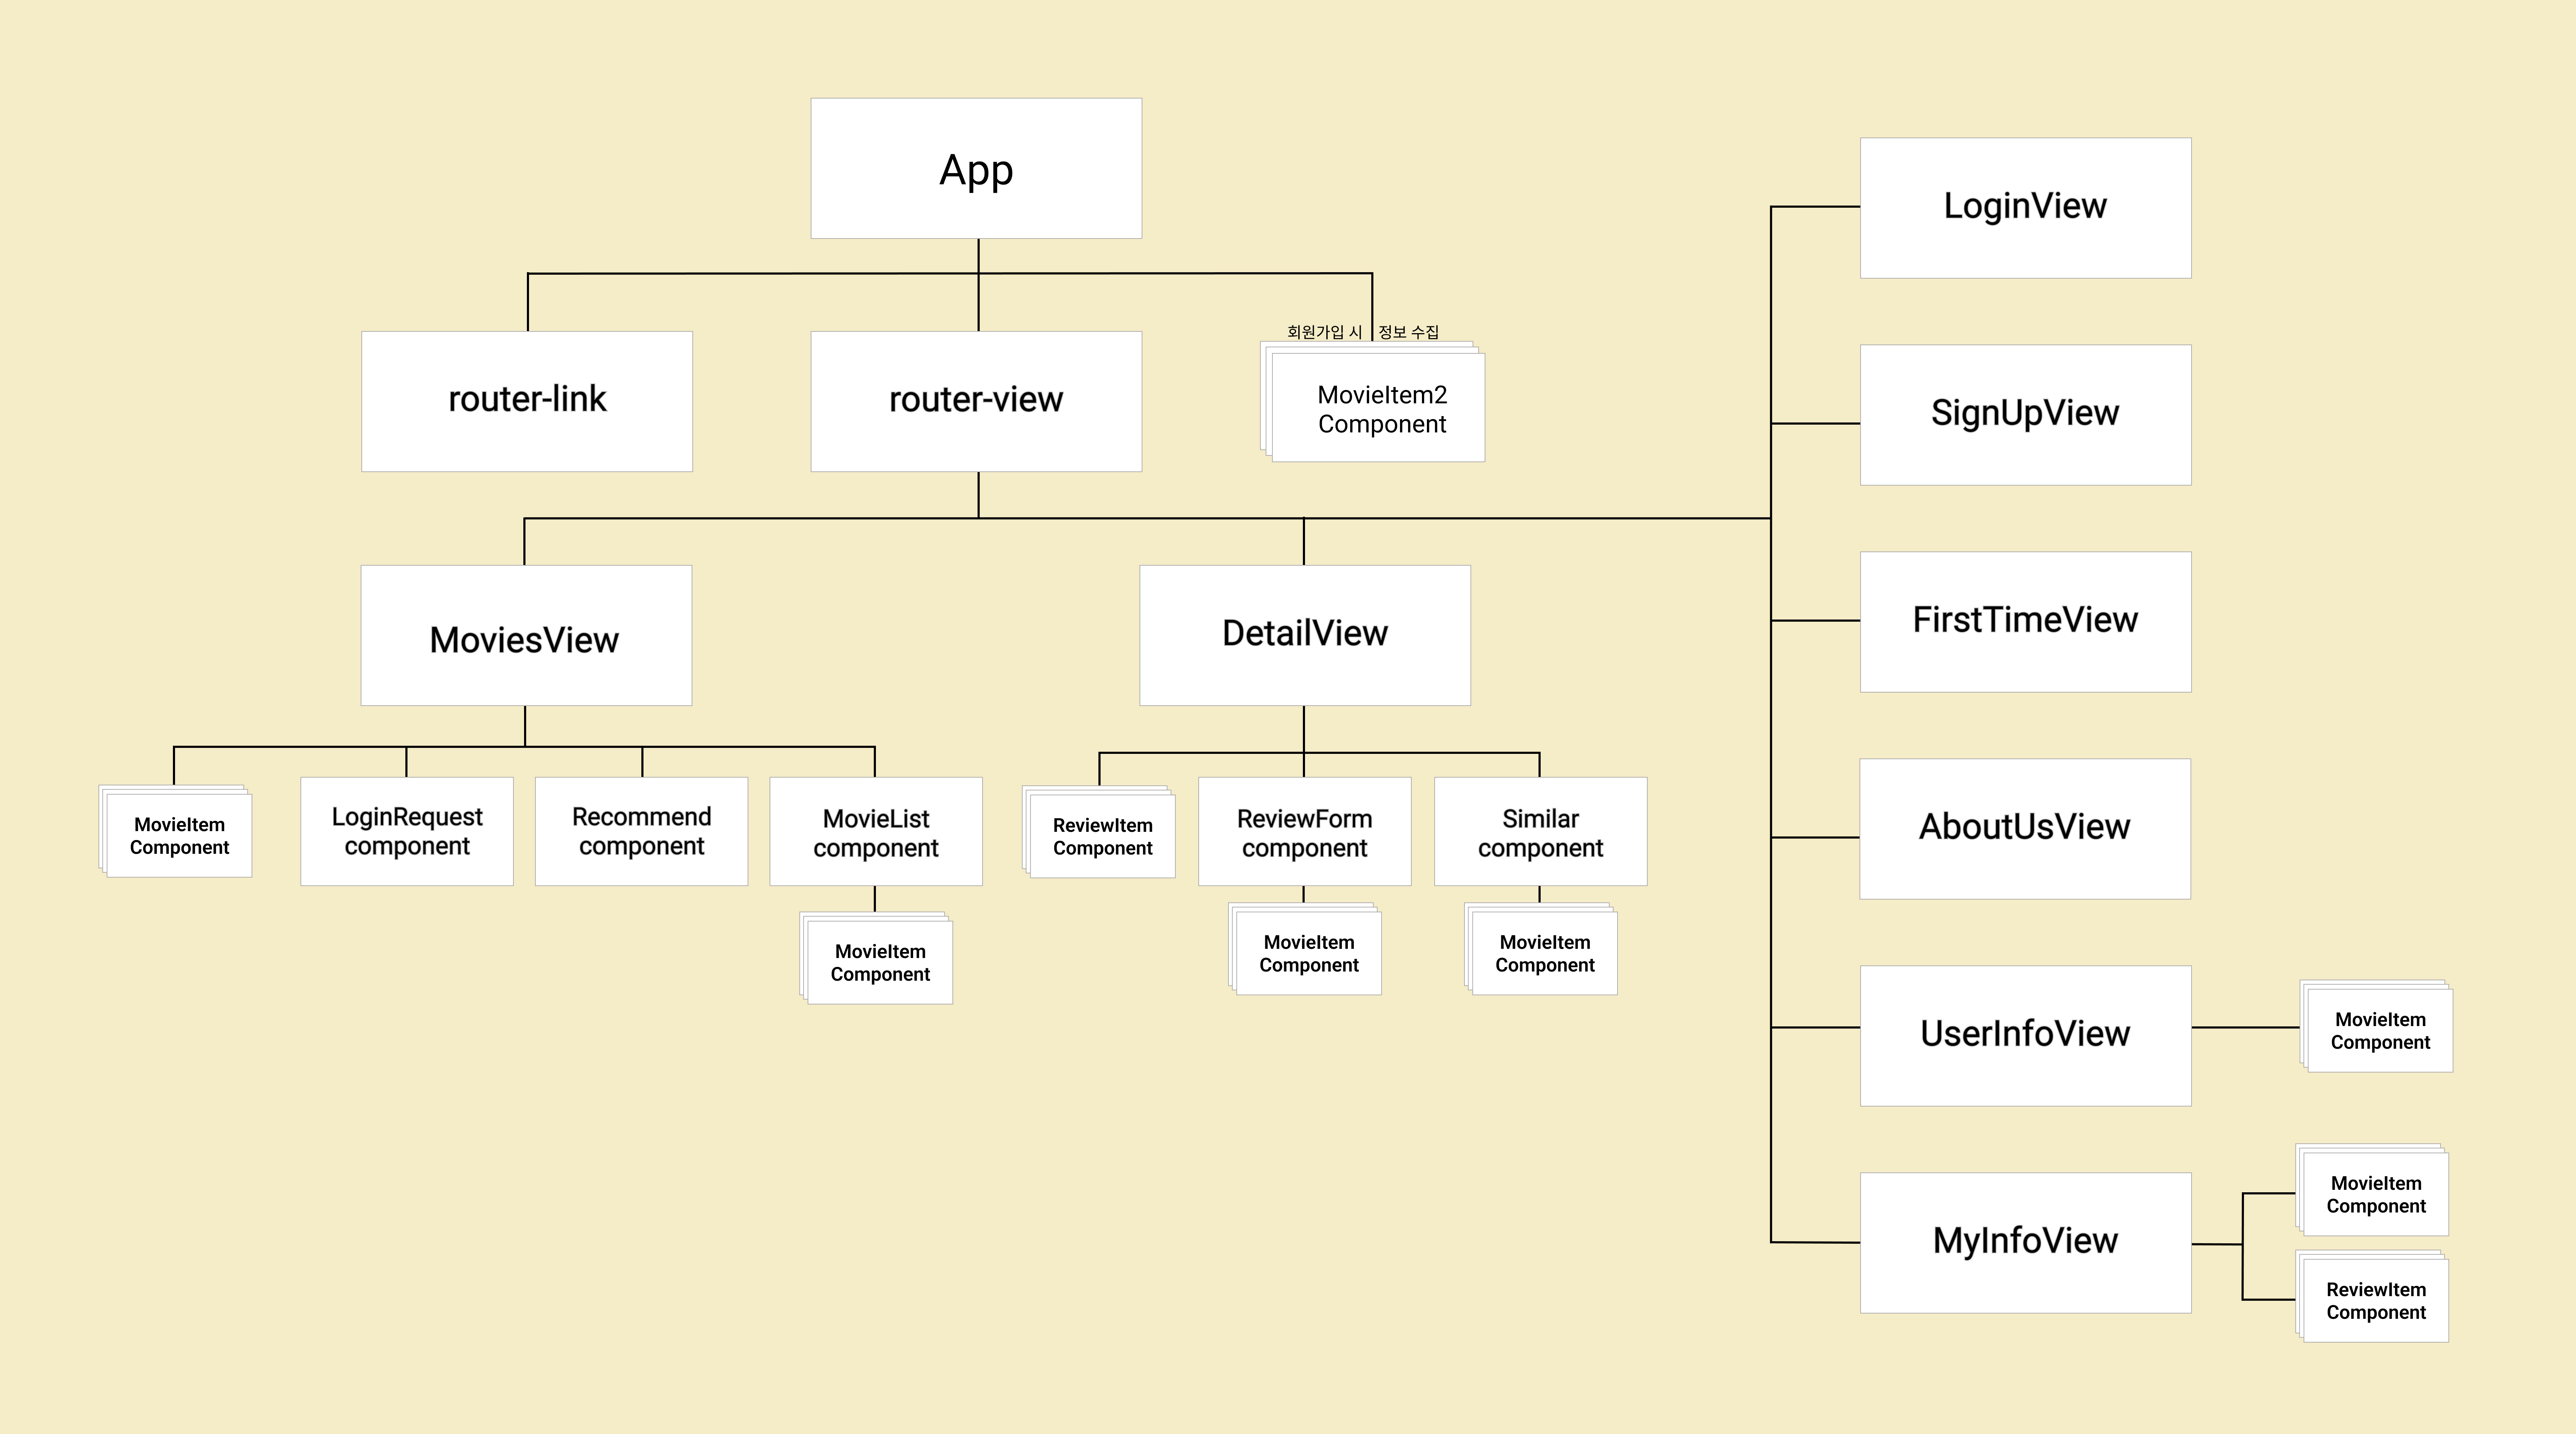 App
router-link
router-view
회원가입 시 정보 수집
MovieItem2
Component
MoviesView
DetailView
MovieItem
Component
LoginRequest
component
Recommend
component
MovieList
component
MovieItem
Component
ReviewItem
Component
ReviewForm
component
Similar
component
MovieItem
Component
MovieItem
Component
LoginView
SignUpView
FirstTimeView
AboutUsView
UserInfoView
MovieItem
Component
MyInfoView
MovieItem
Component
ReviewItem
Component